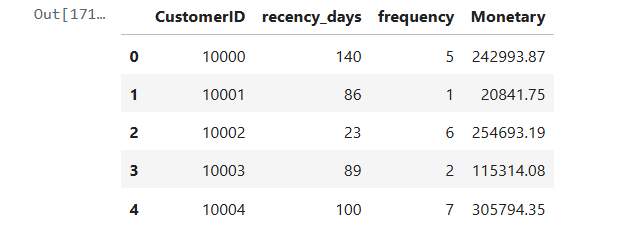 Out[171…
CustomerID recency_days frequency Monetary
0 10000 140 5 242993.87
1 10001 86 1 20841.75
2 10002 23 6 254693.19
3 10003 89 2 115314.08
4 10004 100 7 305794.35